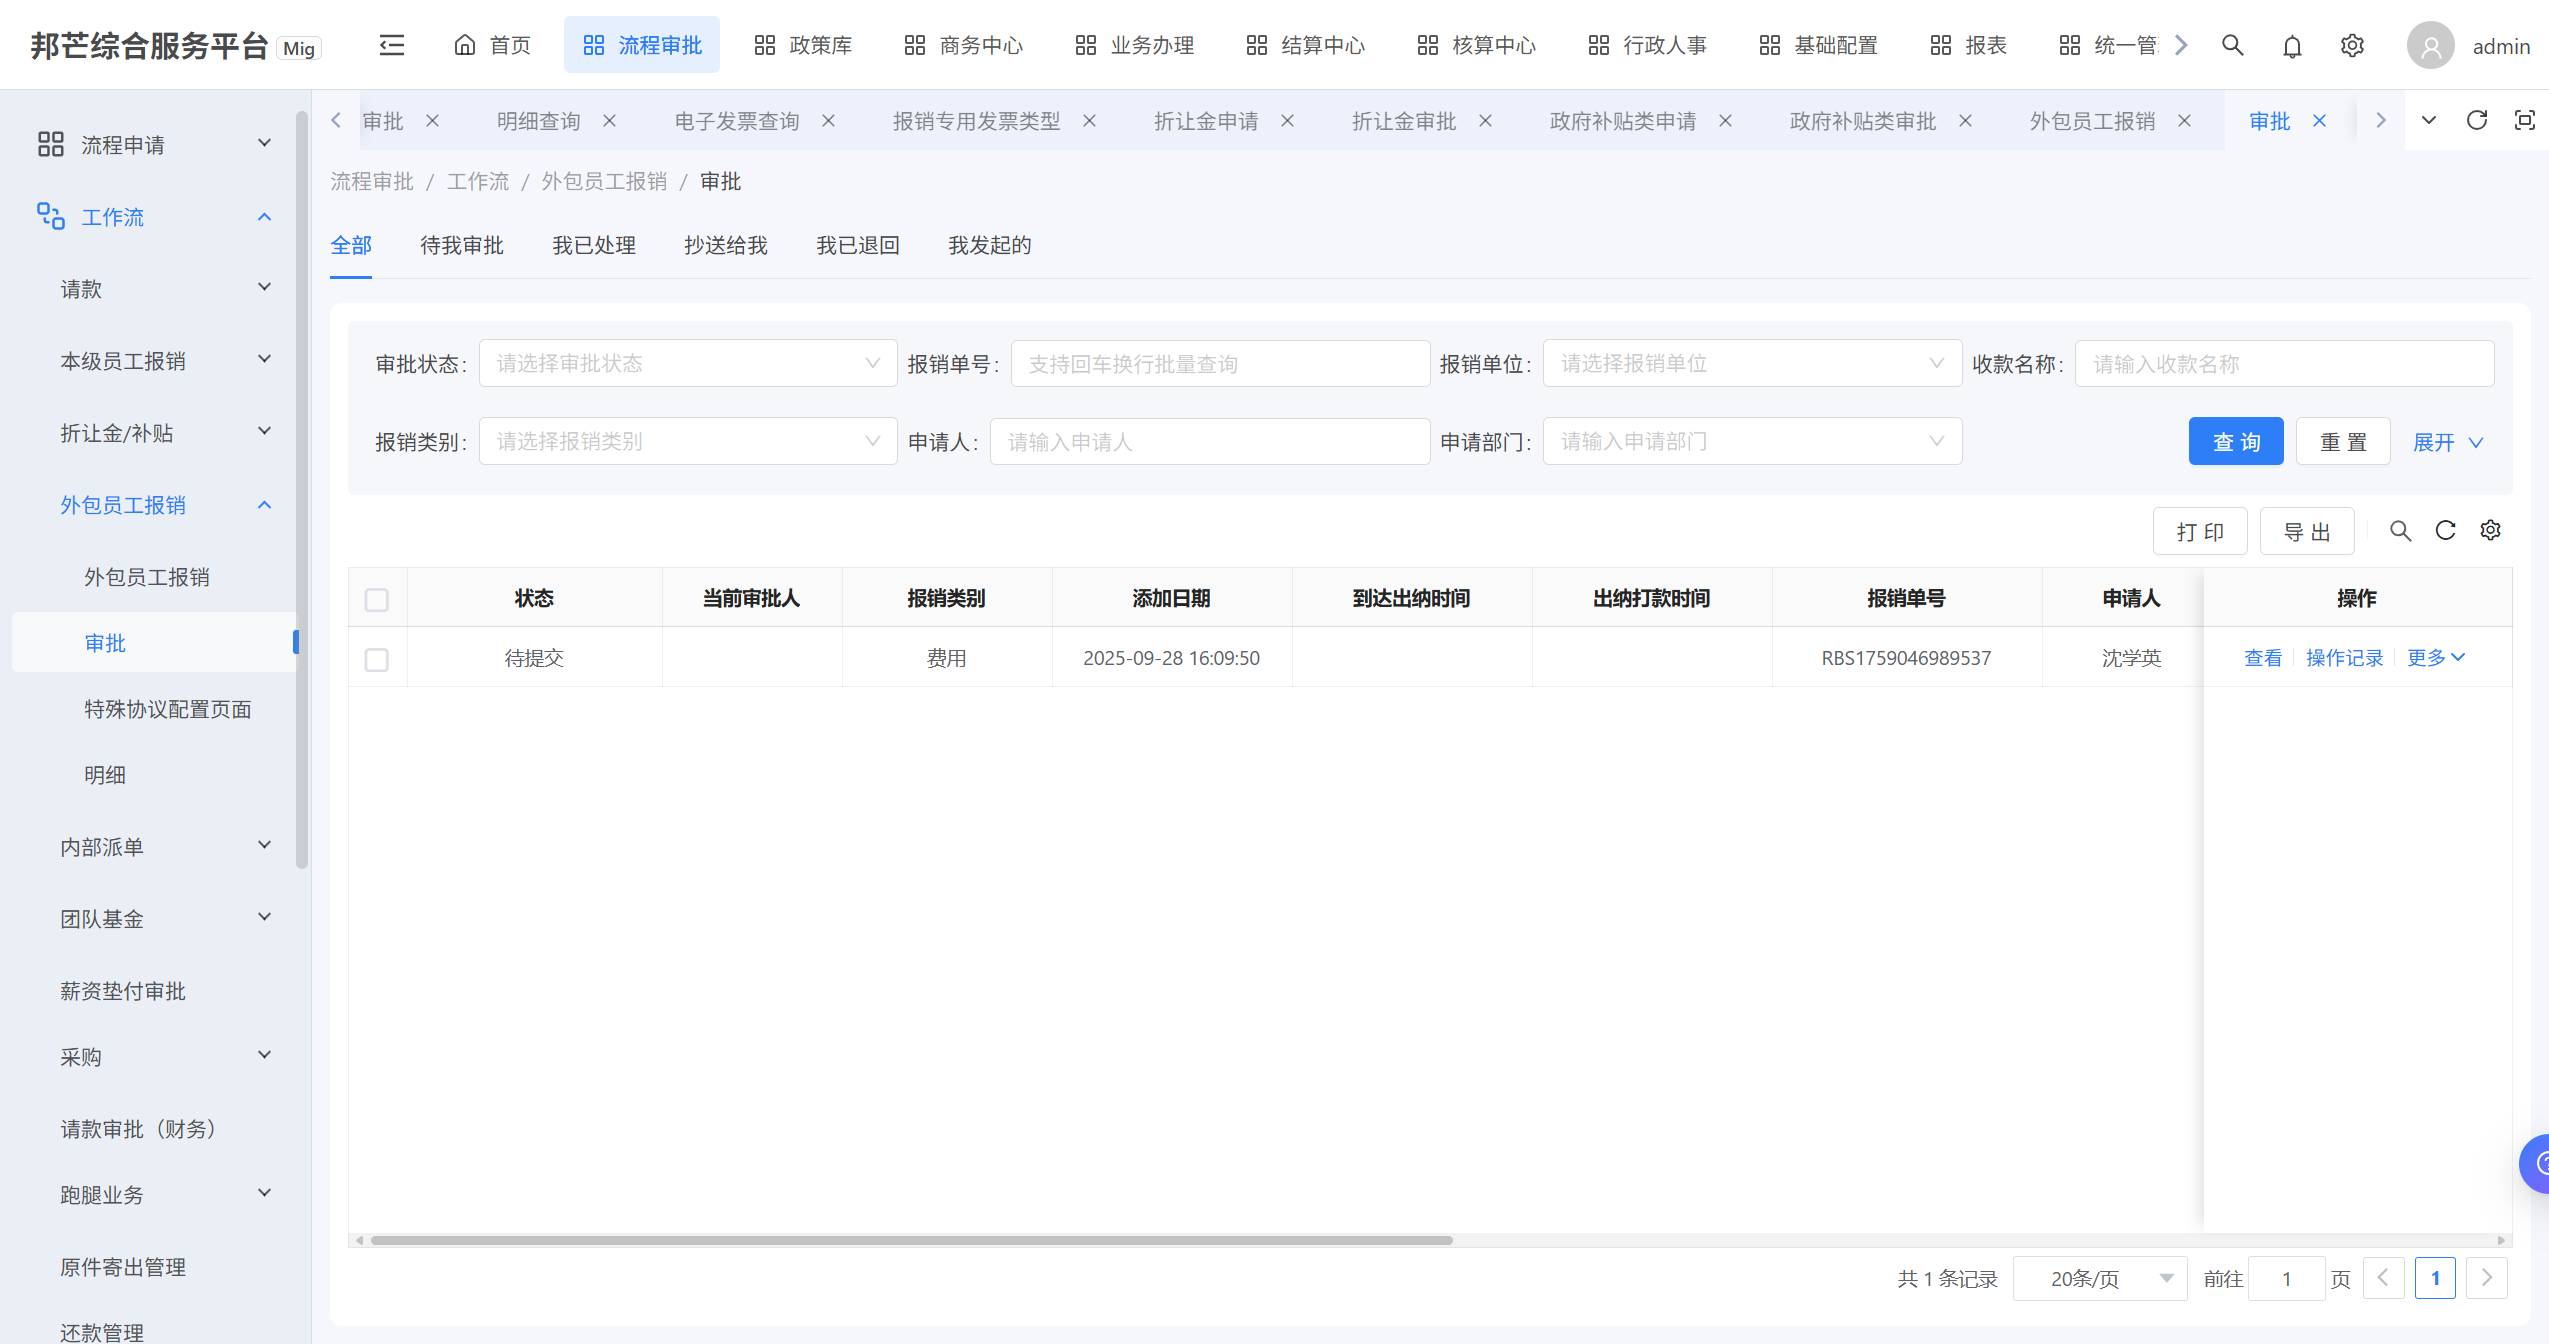 邦芒综合服务平台 Mig
首页 流程审批 政策库 商务中心 业务办理 结算中心 核算中心 行政人事 基础配置 报表 统一管 admin
审批 明细查询 电子发票查询 报销专用发票类型 折让金申请 折让金审批 政府补贴类申请 政府补贴类审批 外包员工报销 审批
流程申请
工作流
请款
本级员工报销
折让金/补贴
外包员工报销
外包员工报销
审批
特殊协议配置页面
明细
内部派单
团队基金
薪资垫付审批
采购
请款审批（财务）
跑腿业务
原件寄出管理
还款管理
流程审批 / 工作流 / 外包员工报销 / 审批
全部 待我审批 我已处理 抄送给我 我已退回 我发起的
审批状态: 请选择审批状态 报销单号: 支持回车换行批量查询 报销单位: 请选择报销单位 收款名称: 请输入收款名称
报销类别: 请选择报销类别 申请人: 请输入申请人 申请部门: 请输入申请部门 查 询 重 置 展开
打 印 导 出
状态 当前审批人 报销类别 添加日期 到达出纳时间 出纳打款时间 报销单号 申请人 操作
待提交 费用 2025-09-28 16:09:50 RBS1759046989537 沈学英 查看 操作记录 更多
共 1 条记录 20条/页 前往 1 页 1